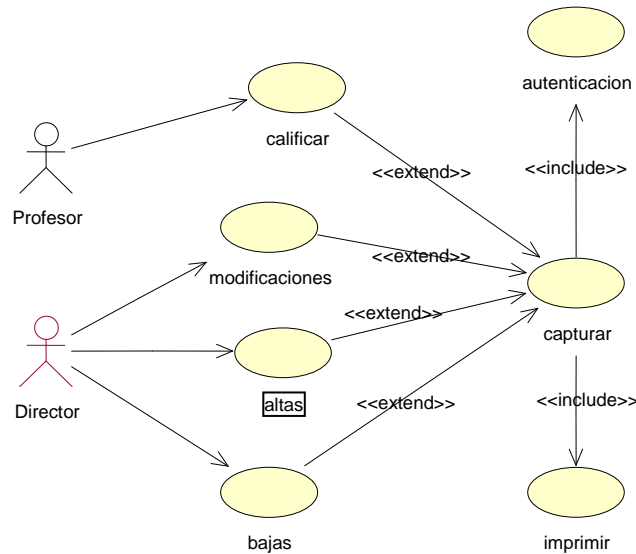 autenticacion
calificar
<<extend>>
<<include>>
Profesor
modificaciones
<<extend>>
<<extend>>
capturar
altas
Director
<<extend>>
<<include>>
bajas
imprimir